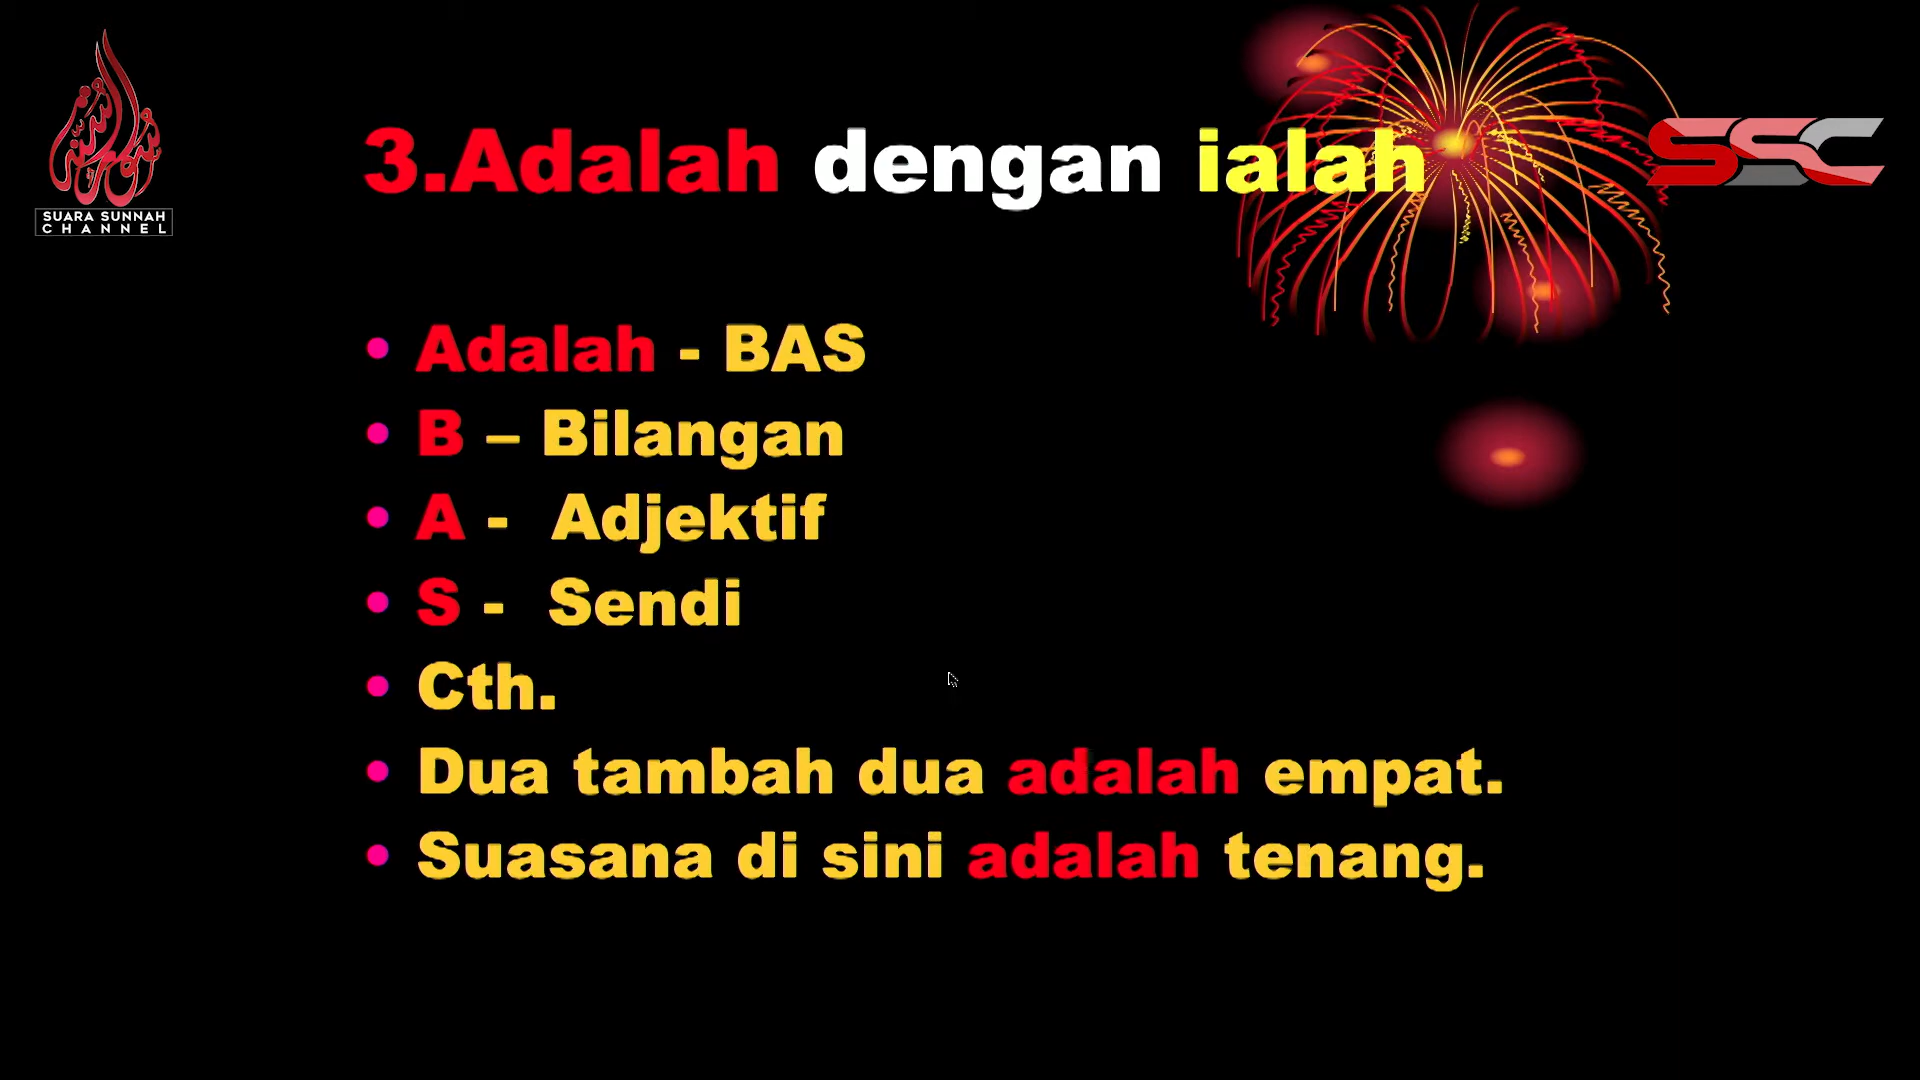 SUARA SUNNAH
CHANNEL
SSC
3.Adalah dengan ialah
• Adalah - BAS
• B – Bilangan
• A - Adjektif
• S - Sendi
• Cth.
• Dua tambah dua adalah empat.
• Suasana di sini adalah tenang.